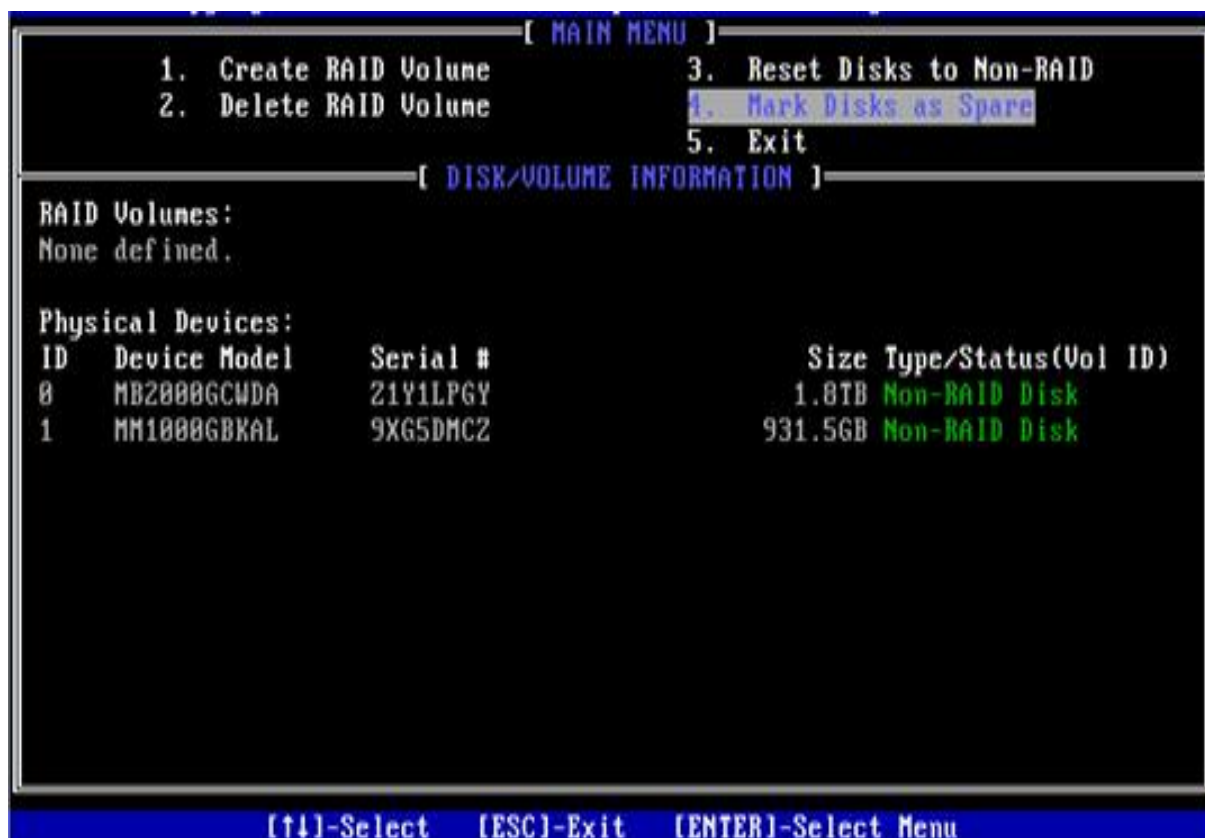 [ MAIN MENU ]
1. Create RAID Volume
2. Delete RAID Volume
3. Reset Disks to Non-RAID
4. Mark Disks as Spare
5. Exit
[ DISK/VOLUME INFORMATION ]
RAID Volumes:
None defined.
Physical Devices:
ID Device Model Serial # Size Type/Status(Vol ID)
0 MB2000GCWDA Z1Y1LPGY 1.8TB Non-RAID Disk
1 MM1000GBKAL 9XG5DMCZ 931.5GB Non-RAID Disk
[↑↓]-Select [ESC]-Exit [ENTER]-Select Menu